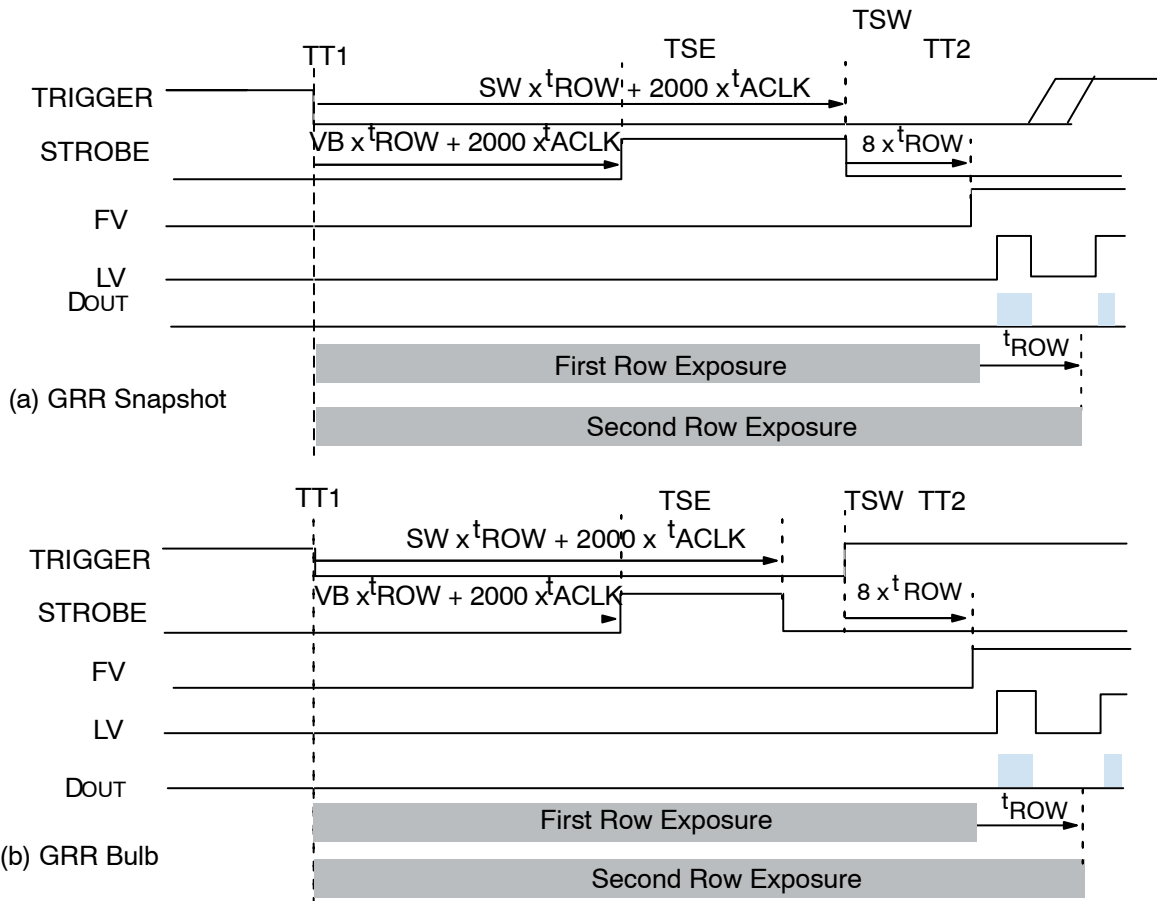 TSW
TT1 TSE TT2
TRIGGER SW x tROW + 2000 x tACLK
STROBE VB x tROW + 2000 x tACLK 8 x tROW
FV
LV
DOUT
tROW
First Row Exposure
(a) GRR Snapshot
Second Row Exposure
TT1 TSE TSW TT2
TRIGGER SW x tROW + 2000 x tACLK
STROBE VB x tROW + 2000 x tACLK 8 x tROW
FV
LV
DOUT
First Row Exposure tROW
(b) GRR Bulb
Second Row Exposure